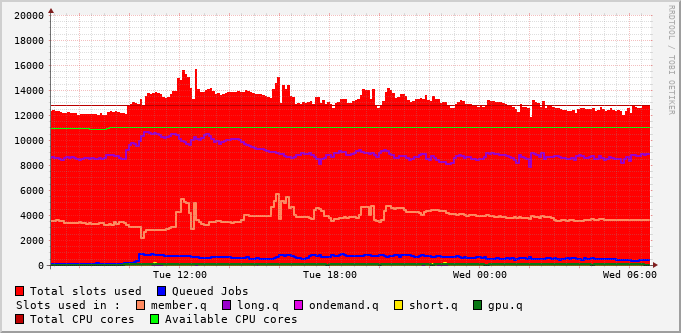 20000
18000
16000
14000
12000
10000
8000
6000
4000
2000
0
Tue 12:00 Tue 18:00 Wed 00:00 Wed 06:00
Total slots used Queued Jobs
Slots used in : member.q long.q ondemand.q short.q gpu.q
Total CPU cores Available CPU cores
RRDTOOL / TOBI OETIKER